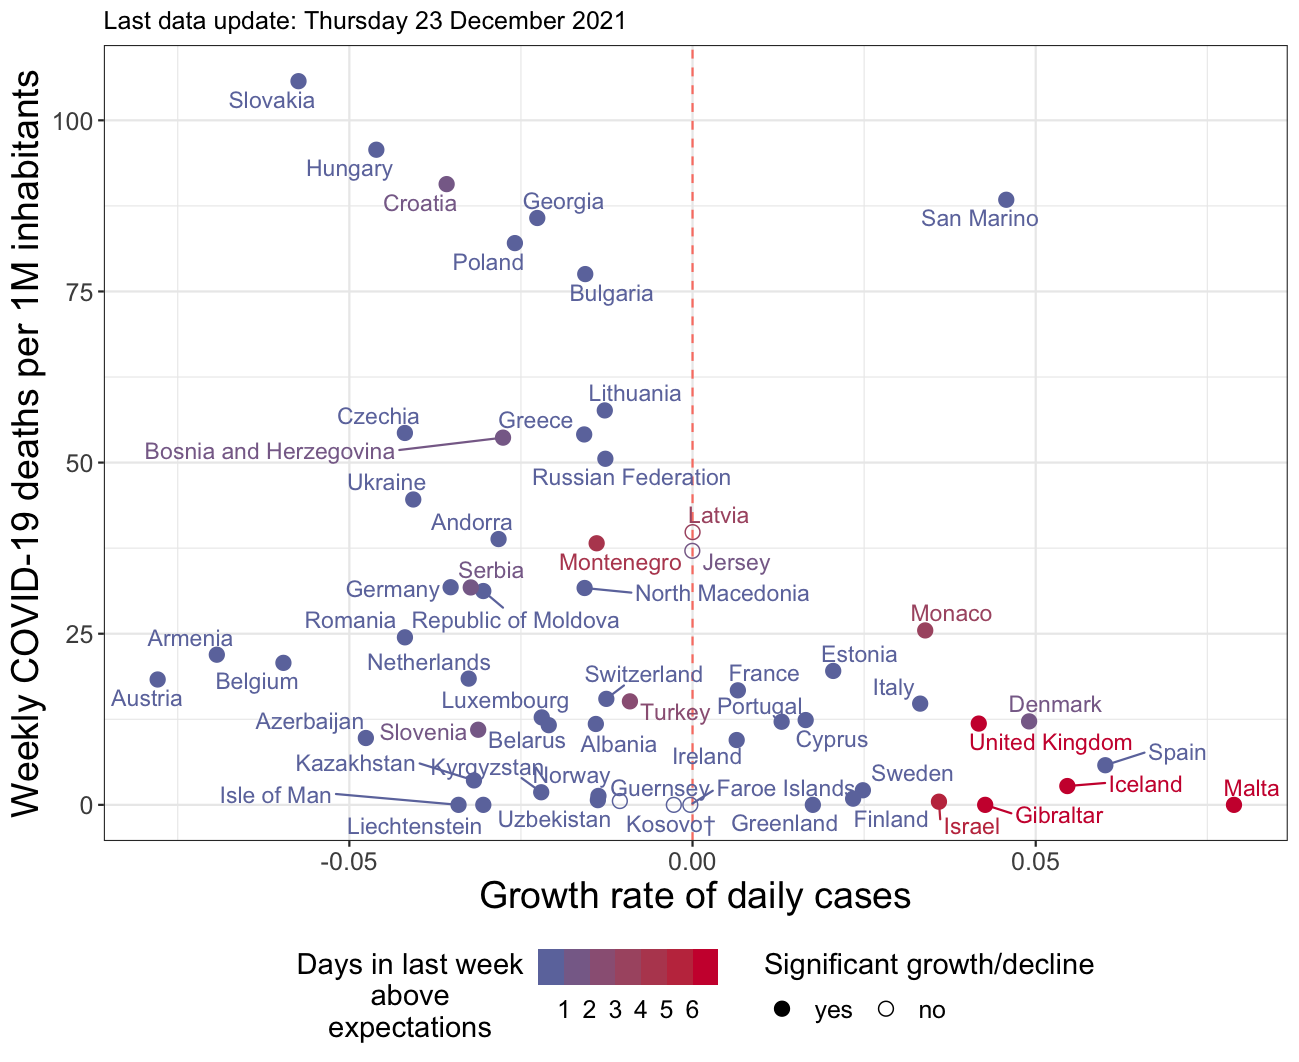 Last data update: Thursday 23 December 2021
Weekly COVID-19 deaths per 1M inhabitants
100
75
50
25
0
Slovakia
Hungary
Croatia
Georgia
San Marino
Poland
Bulgaria
Lithuania
Czechia
Greece
Bosnia and Herzegovina
Russian Federation
Ukraine
Latvia
Andorra
Montenegro
Jersey
Serbia
Germany
North Macedonia
Monaco
Romania
Republic of Moldova
Armenia
Estonia
Netherlands
Switzerland
France
Belgium
Italy
Austria
Luxembourg
Portugal
Denmark
Turkey
Azerbaijan
Slovenia
Belarus
Albania
Cyprus
United Kingdom
Ireland
Spain
Kazakhstan
Kyrgyzstan
Norway
Sweden
Guernsey
Faroe Islands
Iceland
Malta
Isle of Man
Liechtenstein
Uzbekistan
Kosovo†
Greenland
Finland
Israel
Gibraltar
-0.05
0.00
0.05
Growth rate of daily cases
Days in last week
above
expectations
1 2 3 4 5 6
Significant growth/decline
yes
no